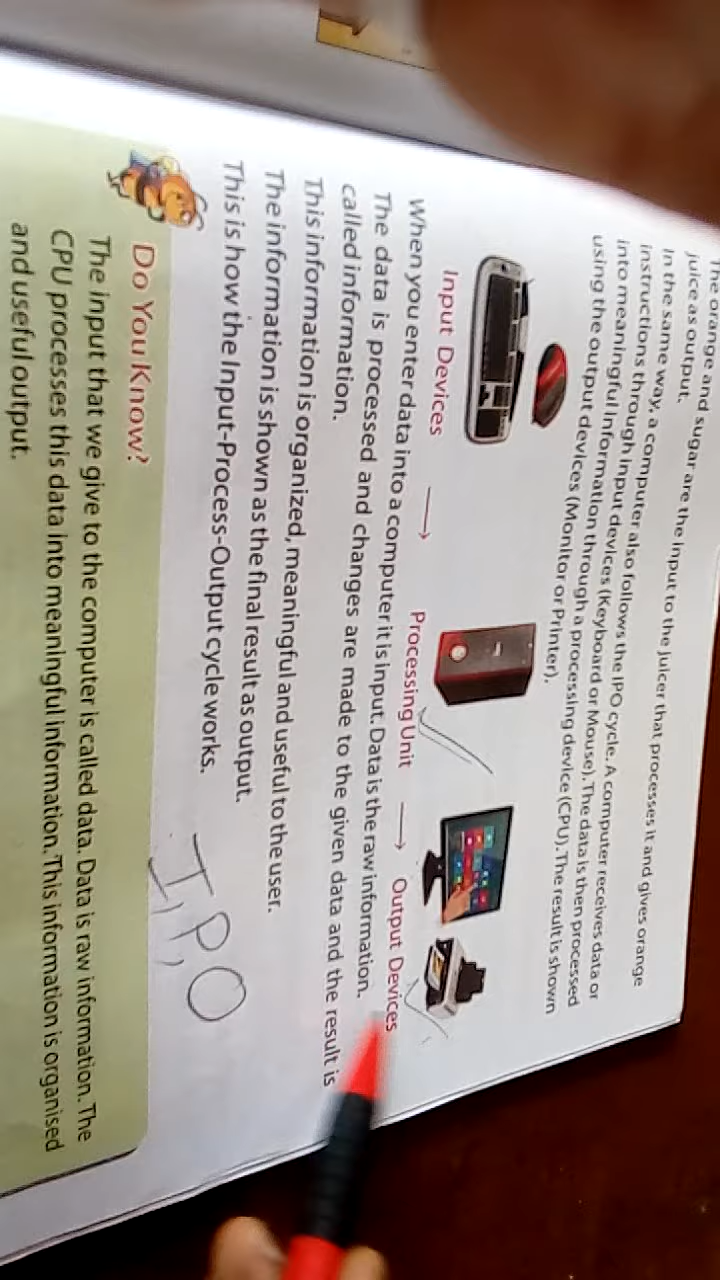 The orange and sugar are the input to the juicer that processes it and gives orange
juice as output.
In the same way, a computer also follows the IPO cycle. A computer receives data or
instructions through input devices (Keyboard or Mouse). The data is then processed
into meaningful information through a processing device (CPU). The result is shown
using the output devices (Monitor or Printer).
Input Devices → Processing Unit → Output Devices
When you enter data into a computer it is input. Data is the raw information.
The data is processed and changes are made to the given data and the result is
called information.
This information is organized, meaningful and useful to the user.
The information is shown as the final result as output.
This is how the Input-Process-Output cycle works.
I, P, O
Do You Know?
The input that we give to the computer is called data. Data is raw information. The
CPU processes this data into meaningful information. This information is organised
and useful output.